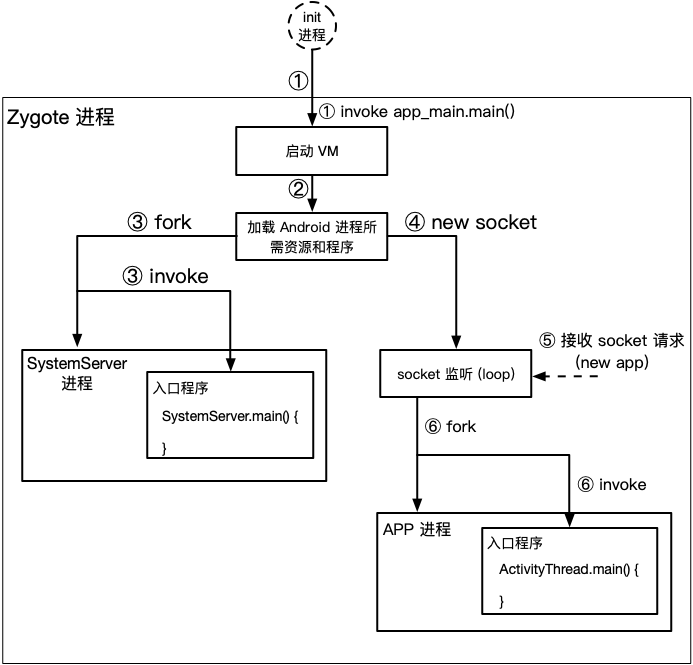 init
进程
①
① invoke app_main.main()
Zygote 进程
启动 VM
②
③ fork
加载 Android 进程所
需资源和程序
④ new socket
③ invoke
SystemServer
进程
入口程序
SystemServer.main() {
}
socket 监听 (loop)
⑤ 接收 socket 请求
(new app)
⑥ fork
⑥ invoke
APP 进程
入口程序
ActivityThread.main() {
}